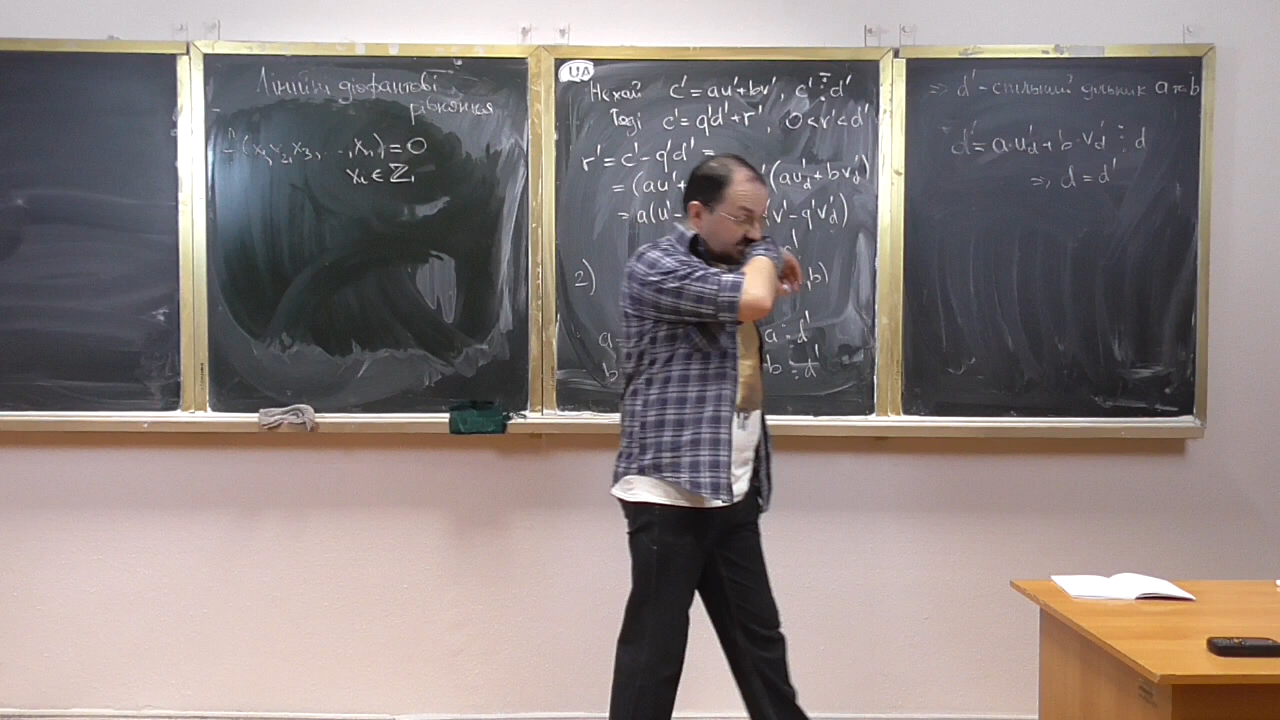 Лінійні діофантові
рівняння
(x₁, x₂, x₃, ..., xₙ) = 0
xᵢ ∈ ℤ,
UA
Нехай c' = au' + bv', c' ⋮ d'
Тоді c' = q'd' + r', 0 < r' < d'
r' = c' - q'd' =
= (au' + (au'd + bv'd)
= a(u' - v' - q'v'd)
2) , b)
a a ⋮ d'
b b ⋮ d'
⇒ d' - спільний дільник a та b
d' = a·u'd + b·v'd ⋮ d
⇒ d = d'